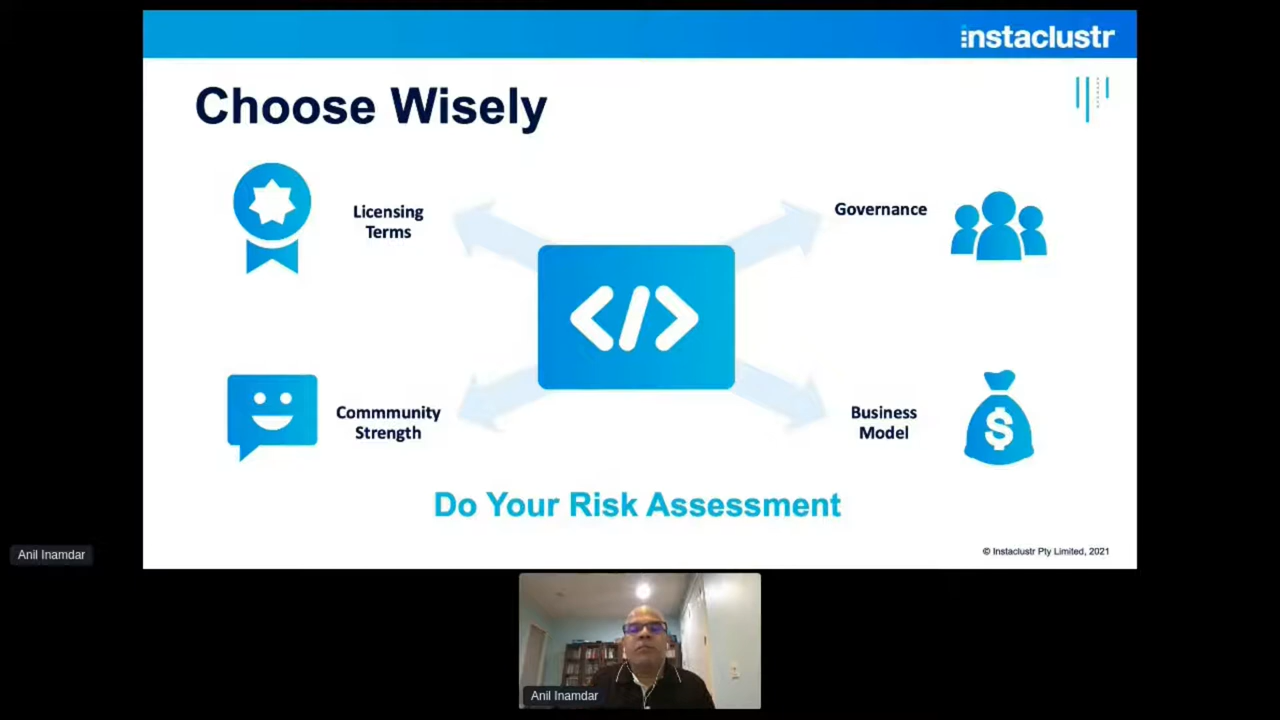 instaclustr
Choose Wisely
Licensing
Terms
Governance
Commmunity
Strength
Business
Model
Do Your Risk Assessment
© Instaclustr Pty Limited, 2021
Anil Inamdar
Anil Inamdar